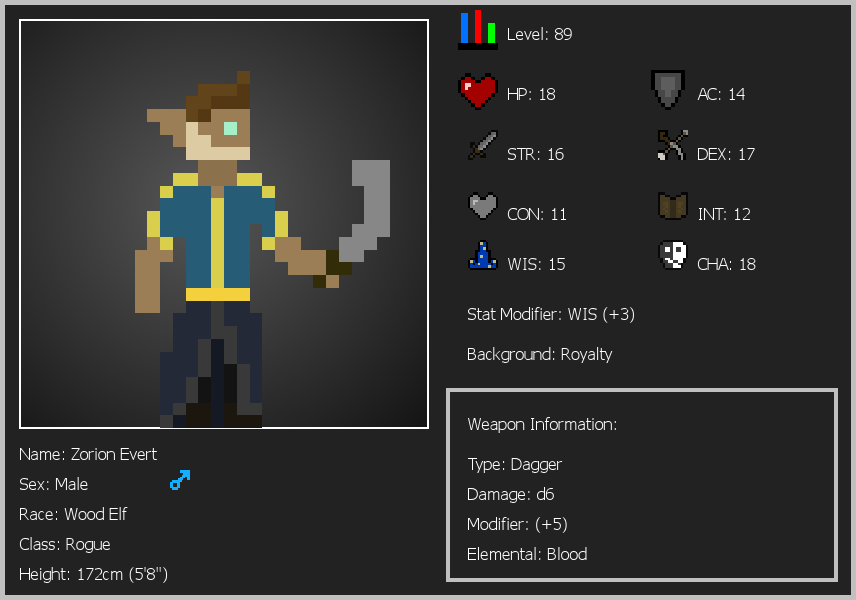 Level: 89
HP: 18
AC: 14
STR: 16
DEX: 17
CON: 11
INT: 12
WIS: 15
CHA: 18
Stat Modifier: WIS (+3)
Background: Royalty
Weapon Information:
Type: Dagger
Damage: d6
Modifier: (+5)
Elemental: Blood
Name: Zorion Evert
Sex: Male
Race: Wood Elf
Class: Rogue
Height: 172cm (5'8")